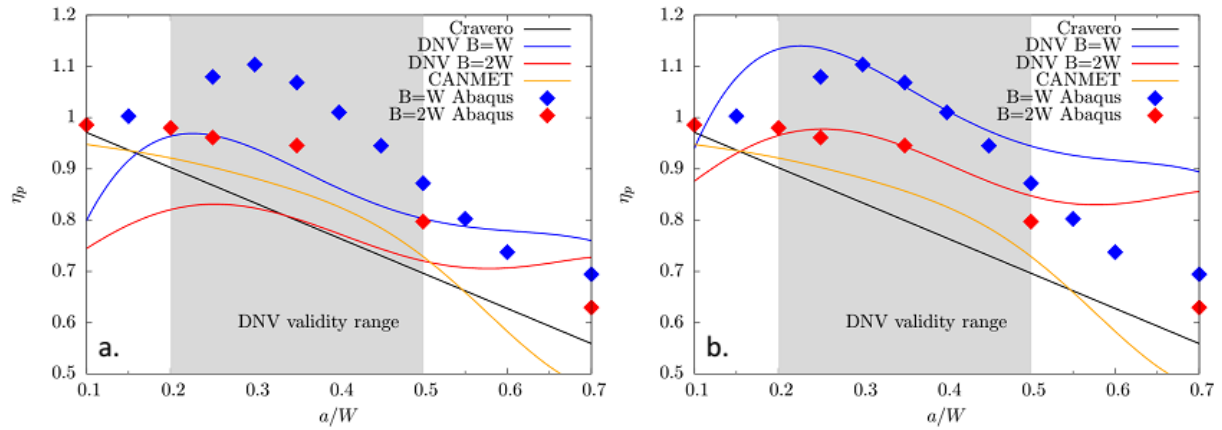 1.2
1.1
1
0.9
0.8
0.7
0.6
0.5
η_p
Cravero
DNV B=W
DNV B=2W
CANMET
B=W Abaqus
B=2W Abaqus
DNV validity range
a.
0.1 0.2 0.3 0.4 0.5 0.6 0.7
a/W
1.2
1.1
1
0.9
0.8
0.7
0.6
0.5
η_p
Cravero
DNV B=W
DNV B=2W
CANMET
B=W Abaqus
B=2W Abaqus
DNV validity range
b.
0.1 0.2 0.3 0.4 0.5 0.6 0.7
a/W